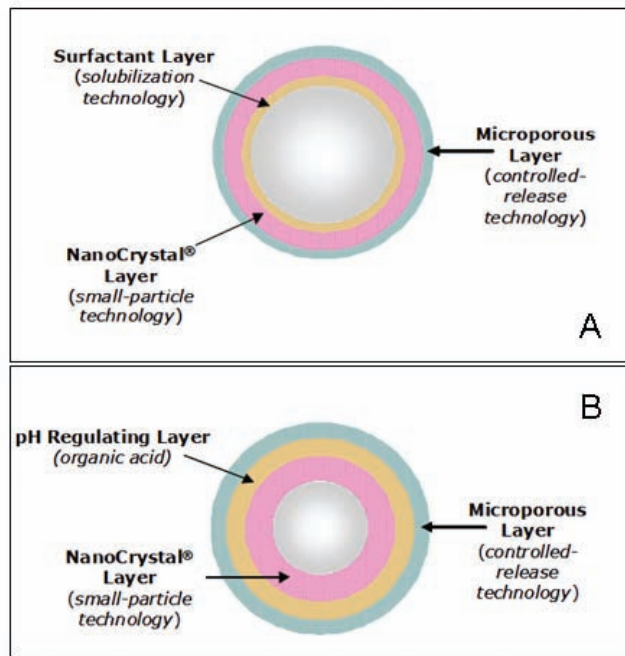 Surfactant Layer
(solubilization
technology)
Microporous
Layer
(controlled-
release
technology)
NanoCrystal®
Layer
(small-particle
technology)
A
B
pH Regulating Layer
(organic acid)
Microporous
Layer
(controlled-
release
technology)
NanoCrystal®
Layer
(small-particle
technology)